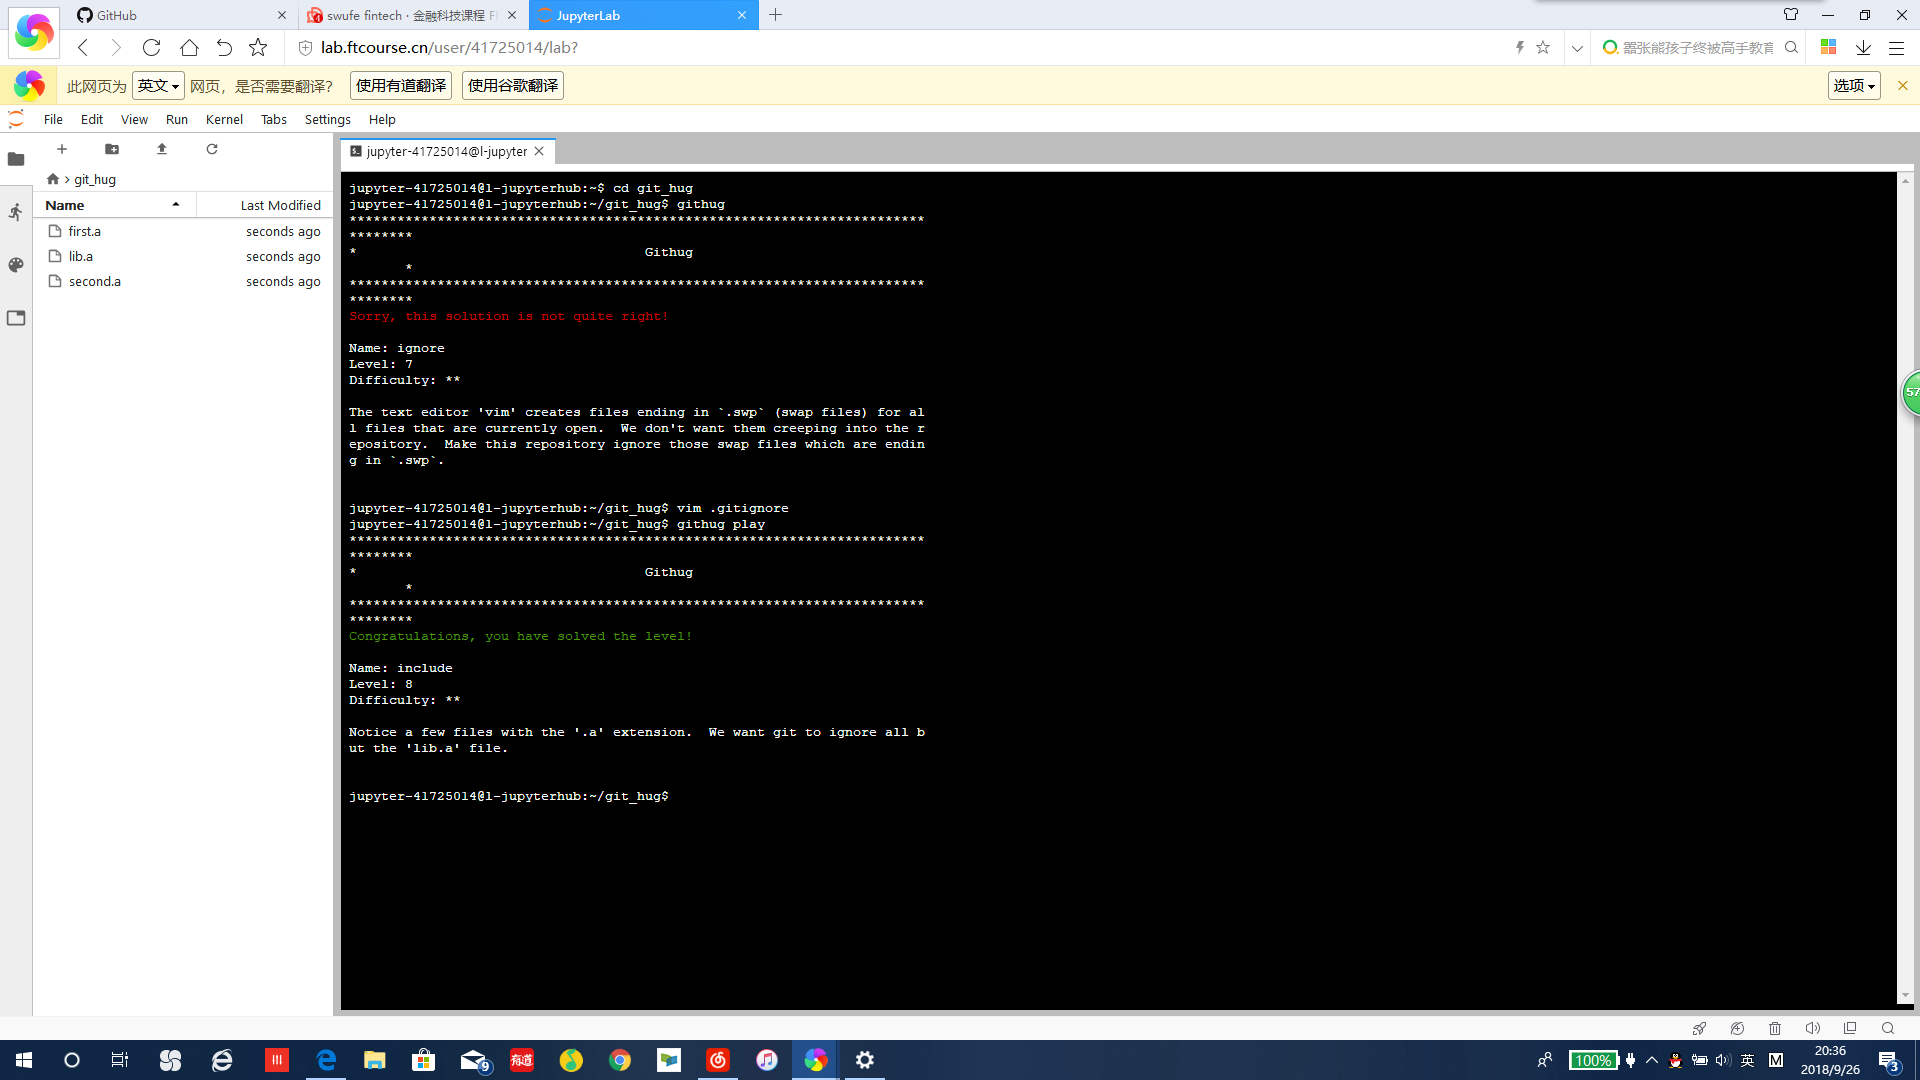 GitHub
swufe fintech · 金融科技课程 F
JupyterLab
lab.ftcourse.cn/user/41725014/lab?
嚣张熊孩子终被高手教育
此网页为 英文 网页，是否需要翻译？ 使用有道翻译 使用谷歌翻译 选项
File Edit View Run Kernel Tabs Settings Help
git_hug
Name Last Modified
first.a seconds ago
lib.a seconds ago
second.a seconds ago
jupyter-41725014@l-jupyter
jupyter-41725014@l-jupyterhub:~$ cd git_hug
jupyter-41725014@l-jupyterhub:~/git_hug$ githug
************************************************************************
********
* Githug
*
************************************************************************
********
Sorry, this solution is not quite right!
Name: ignore
Level: 7
Difficulty: **
The text editor 'vim' creates files ending in `.swp` (swap files) for al
l files that are currently open.  We don't want them creeping into the r
epository.  Make this repository ignore those swap files which are endin
g in `.swp`.
jupyter-41725014@l-jupyterhub:~/git_hug$ vim .gitignore
jupyter-41725014@l-jupyterhub:~/git_hug$ githug play
************************************************************************
********
* Githug
*
************************************************************************
********
Congratulations, you have solved the level!
Name: include
Level: 8
Difficulty: **
Notice a few files with the '.a' extension.  We want git to ignore all b
ut the 'lib.a' file.
jupyter-41725014@l-jupyterhub:~/git_hug$
57
9
有道
100%
英
M
20:36
2018/9/26
3